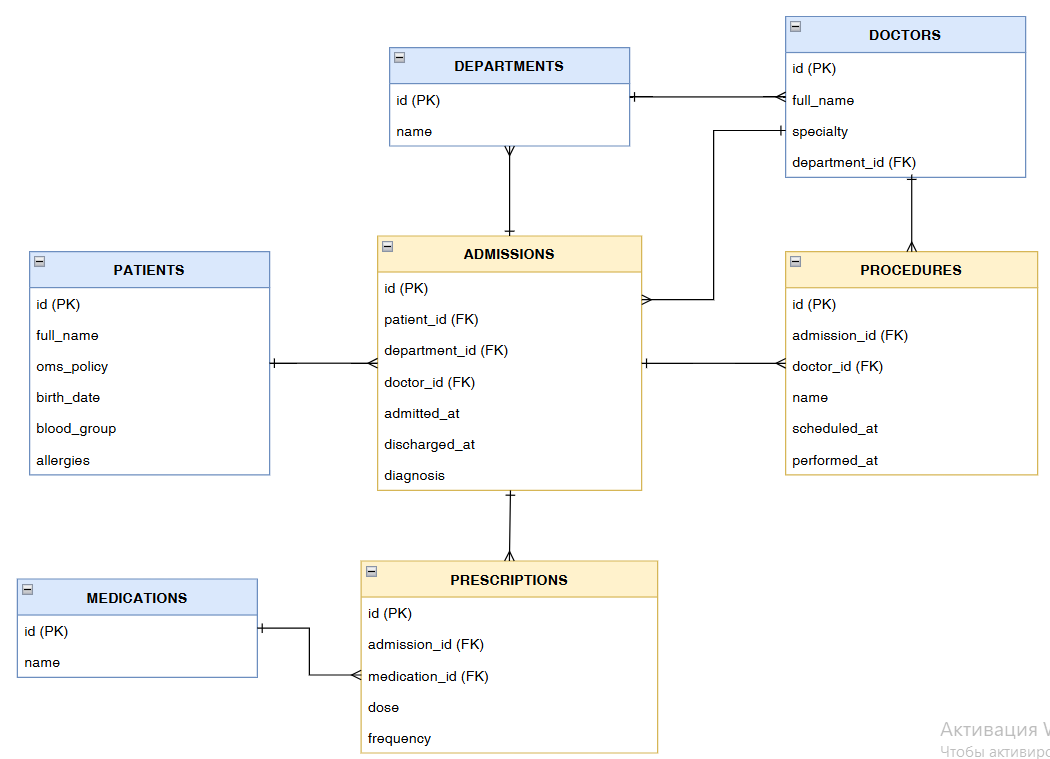 DEPARTMENTS
id (PK)
name
DOCTORS
id (PK)
full_name
specialty
department_id (FK)
PATIENTS
id (PK)
full_name
oms_policy
birth_date
blood_group
allergies
ADMISSIONS
id (PK)
patient_id (FK)
department_id (FK)
doctor_id (FK)
admitted_at
discharged_at
diagnosis
PROCEDURES
id (PK)
admission_id (FK)
doctor_id (FK)
name
scheduled_at
performed_at
MEDICATIONS
id (PK)
name
PRESCRIPTIONS
id (PK)
admission_id (FK)
medication_id (FK)
dose
frequency
Активация
Чтобы